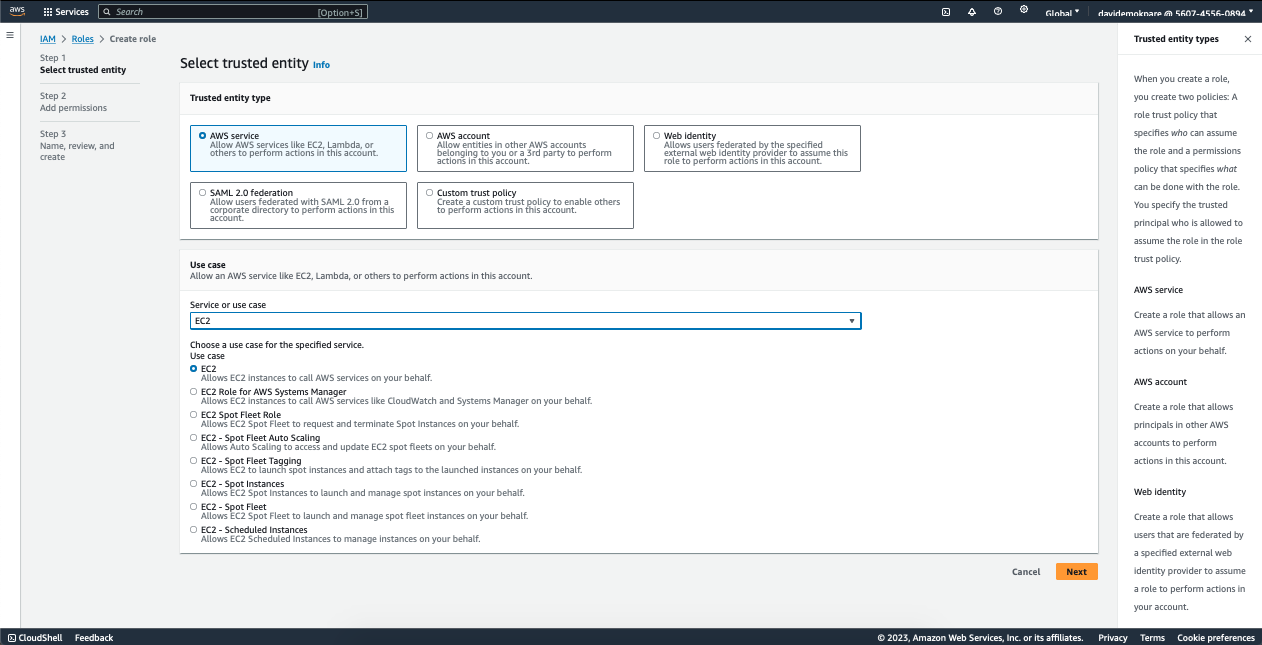 aws
Services
Search
[Option+S]
Global
davidemokpare @ 5607-4556-0894
IAM > Roles > Create role
Step 1
Select trusted entity
Step 2
Add permissions
Step 3
Name, review, and
create
Select trusted entity Info
Trusted entity type
AWS service
Allow AWS services like EC2, Lambda, or
others to perform actions in this account.
AWS account
Allow entities in other AWS accounts
belonging to you or a 3rd party to perform
actions in this account.
Web identity
Allows users federated by the specified
external web identity provider to assume this
role to perform actions in this account.
SAML 2.0 federation
Allow users federated with SAML 2.0 from a
corporate directory to perform actions in this
account.
Custom trust policy
Create a custom trust policy to enable others
to perform actions in this account.
Use case
Allow an AWS service like EC2, Lambda, or others to perform actions in this account.
Service or use case
EC2
Choose a use case for the specified service.
Use case
EC2
Allows EC2 instances to call AWS services on your behalf.
EC2 Role for AWS Systems Manager
Allows EC2 instances to call AWS services like CloudWatch and Systems Manager on your behalf.
EC2 Spot Fleet Role
Allows EC2 Spot Fleet to request and terminate Spot Instances on your behalf.
EC2 - Spot Fleet Auto Scaling
Allows Auto Scaling to access and update EC2 spot fleets on your behalf.
EC2 - Spot Fleet Tagging
Allows EC2 to launch spot instances and attach tags to the launched instances on your behalf.
EC2 - Spot Instances
Allows EC2 Spot Instances to launch and manage spot instances on your behalf.
EC2 - Spot Fleet
Allows EC2 Spot Fleet to launch and manage spot fleet instances on your behalf.
EC2 - Scheduled Instances
Allows EC2 Scheduled Instances to manage instances on your behalf.
Cancel
Next
Trusted entity types
When you create a role,
you create two policies: A
role trust policy that
specifies who can assume
the role and a permissions
policy that specifies what
can be done with the role.
You specify the trusted
principal who is allowed to
assume the role in the role
trust policy.
AWS service
Create a role that allows an
AWS service to perform
actions on your behalf.
AWS account
Create a role that allows
principals in other AWS
accounts to perform
actions in this account.
Web identity
Create a role that allows
users that are federated by
a specified external web
identity provider to assume
a role to perform actions in
your account.
CloudShell
Feedback
© 2023, Amazon Web Services, Inc. or its affiliates.
Privacy
Terms
Cookie preferences